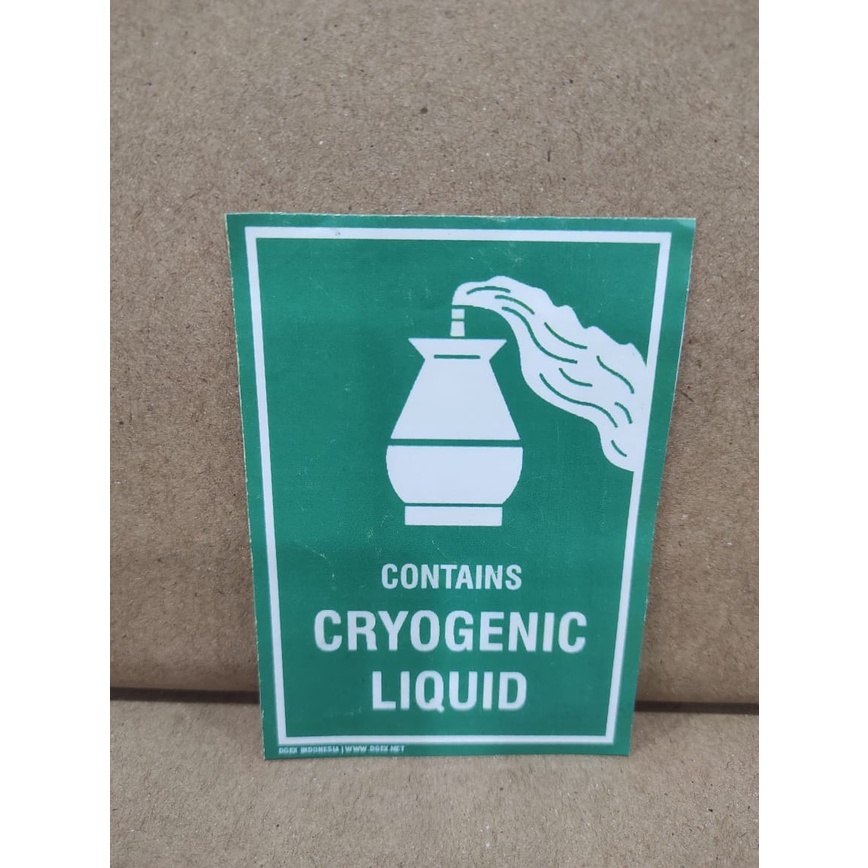 CONTAINS
CRYOGENIC
LIQUID
DGEX INDONESIA | WWW.DGEX.NET